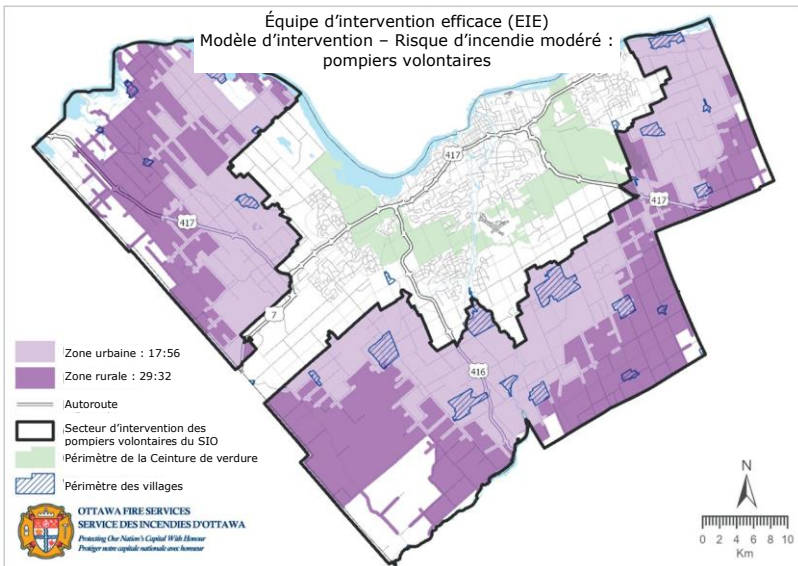 Équipe d'intervention efficace (EIE)
Modèle d'intervention – Risque d'incendie modéré :
pompiers volontaires
417
417
417
7
416
Zone urbaine : 17:56
Zone rurale : 29:32
Autoroute
Secteur d'intervention des
pompiers volontaires du SIO
Périmètre de la Ceinture de verdure
Périmètre des villages
OTTAWA FIRE SERVICES
SERVICE DES INCENDIES D'OTTAWA
Protecting Our Nation's Capital With Honour
Protéger notre capitale nationale avec honneur
N
0 2 4 6 8 10
Km